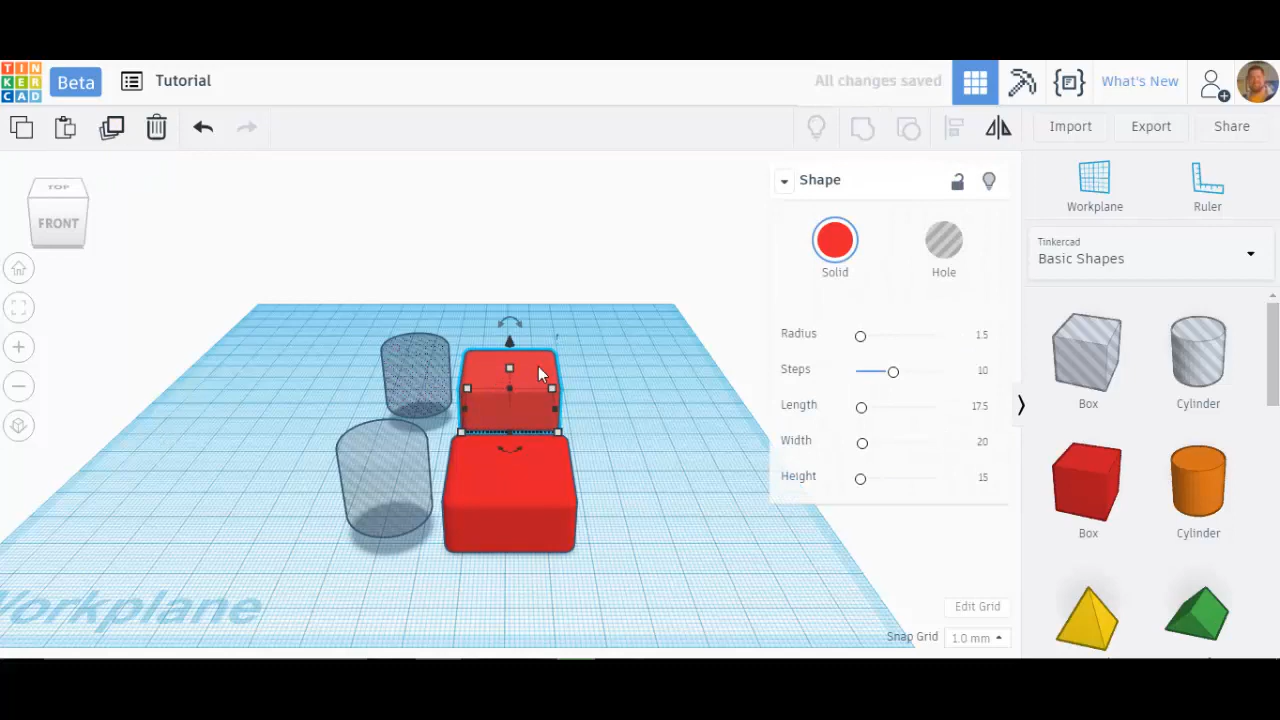 TIN
KER
CAD
Beta
Tutorial
All changes saved
What's New
Import
Export
Share
TOP
FRONT
Shape
Solid
Hole
Radius 1.5
Steps 10
Length 17.5
Width 20
Height 15
Workplane
Ruler
Tinkercad
Basic Shapes
Box
Cylinder
Box
Cylinder
Workplane
Edit Grid
Snap Grid 1.0 mm